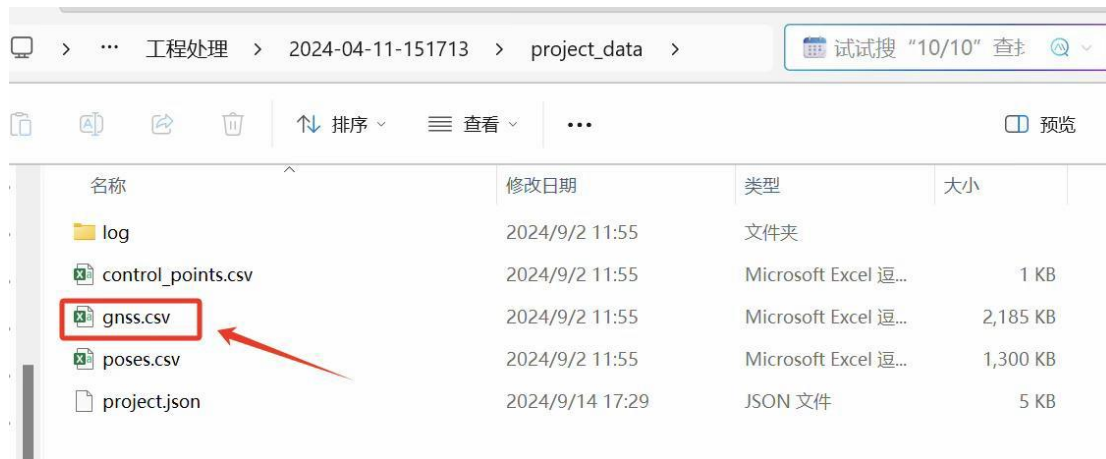 … 工程处理 2024-04-11-151713 project_data 试试搜 “10/10” 查找
排序 查看 … 预览
名称 修改日期 类型 大小
log 2024/9/2 11:55 文件夹
control_points.csv 2024/9/2 11:55 Microsoft Excel 逗... 1 KB
gnss.csv 2024/9/2 11:55 Microsoft Excel 逗... 2,185 KB
poses.csv 2024/9/2 11:55 Microsoft Excel 逗... 1,300 KB
project.json 2024/9/14 17:29 JSON 文件 5 KB